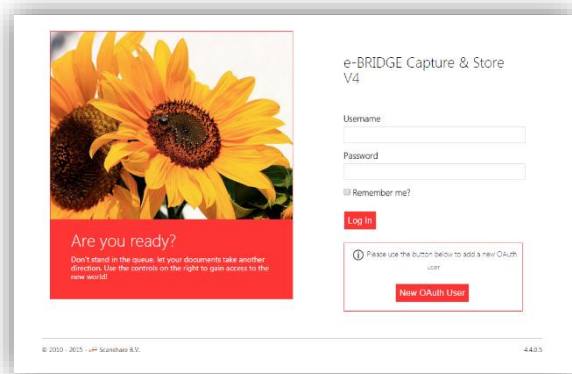 e-BRIDGE Capture & Store
V4
Username
Password
Remember me?
Log In
Please use the button below to add a new OAuth
user
New OAuth User
Are you ready?
Don't stand in the queue, let your documents take another
direction. Use the controls on the right to gain access to the
new world!
© 2010 - 2015 - Scanshare B.V.
4.4.0.5